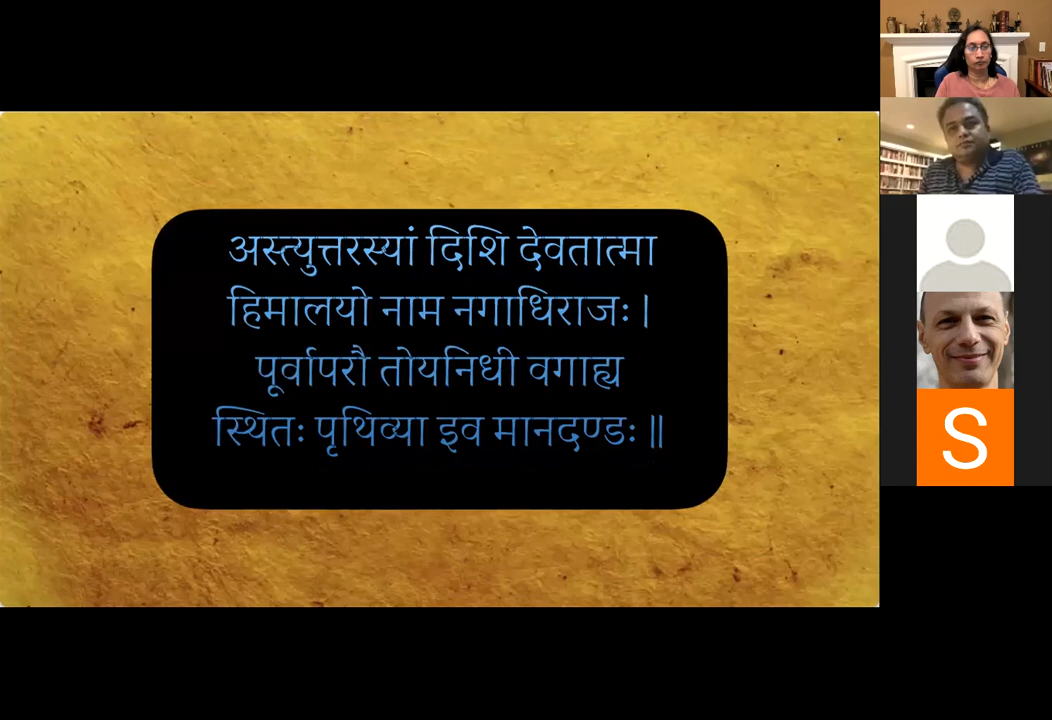 अस्त्युत्तरस्यां दिशि देवतात्मा
हिमालयो नाम नगाधिराजः ।
पूर्वापरौ तोयनिधी वगाह्य
स्थितः पृथिव्या इव मानदण्डः ॥
S